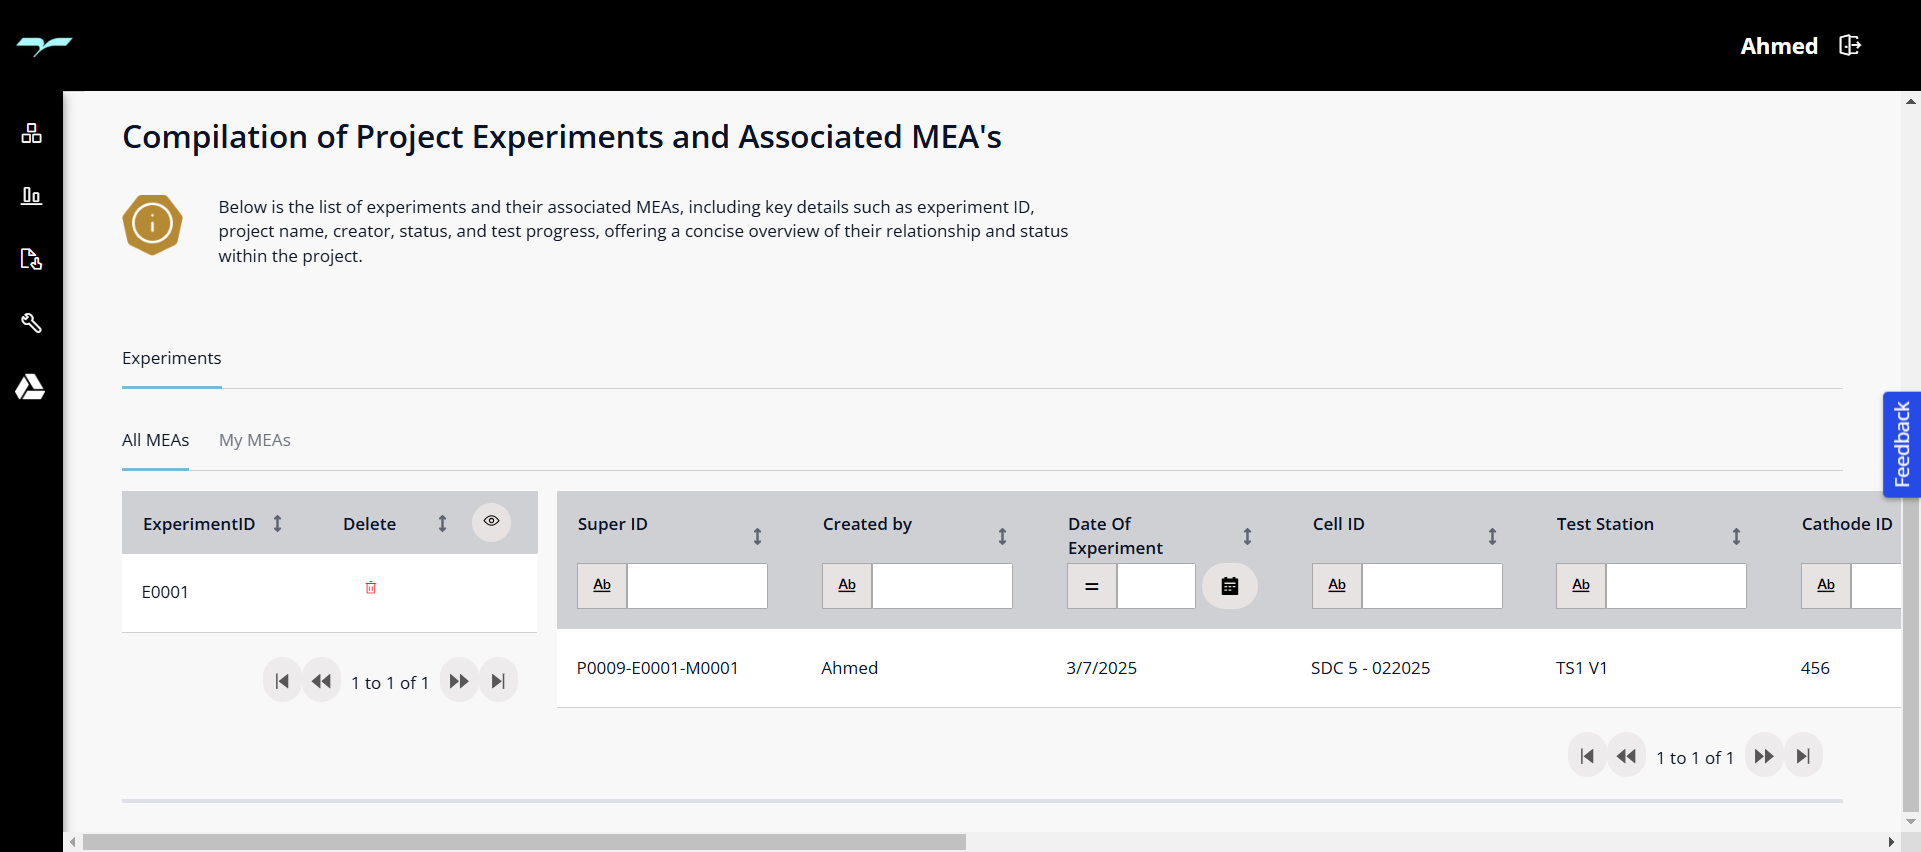 Ahmed
Compilation of Project Experiments and Associated MEA's
Below is the list of experiments and their associated MEAs, including key details such as experiment ID,
project name, creator, status, and test progress, offering a concise overview of their relationship and status
within the project.
Experiments
All MEAs My MEAs
Feedback
ExperimentID Delete
E0001
1 to 1 of 1
Super ID Created by Date Of Cell ID Test Station Cathode ID
Experiment
Ab Ab = Ab Ab Ab
P0009-E0001-M0001 Ahmed 3/7/2025 SDC 5 - 022025 TS1 V1 456
1 to 1 of 1